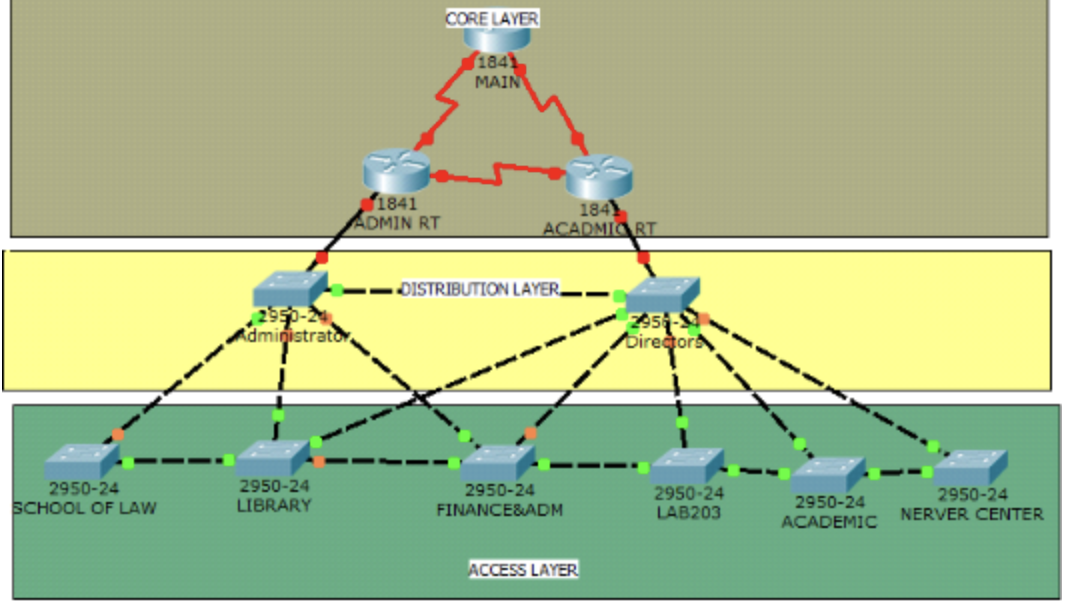 CORE LAYER
1841
MAIN
1841
ADMIN RT
1841
ACADMIC RT
DISTRIBUTION LAYER
2950-24
Administrator
2950-24
Directors
2950-24
SCHOOL OF LAW
2950-24
LIBRARY
2950-24
FINANCE&ADM
2950-24
LAB203
2950-24
ACADEMIC
2950-24
NERVER CENTER
ACCESS LAYER